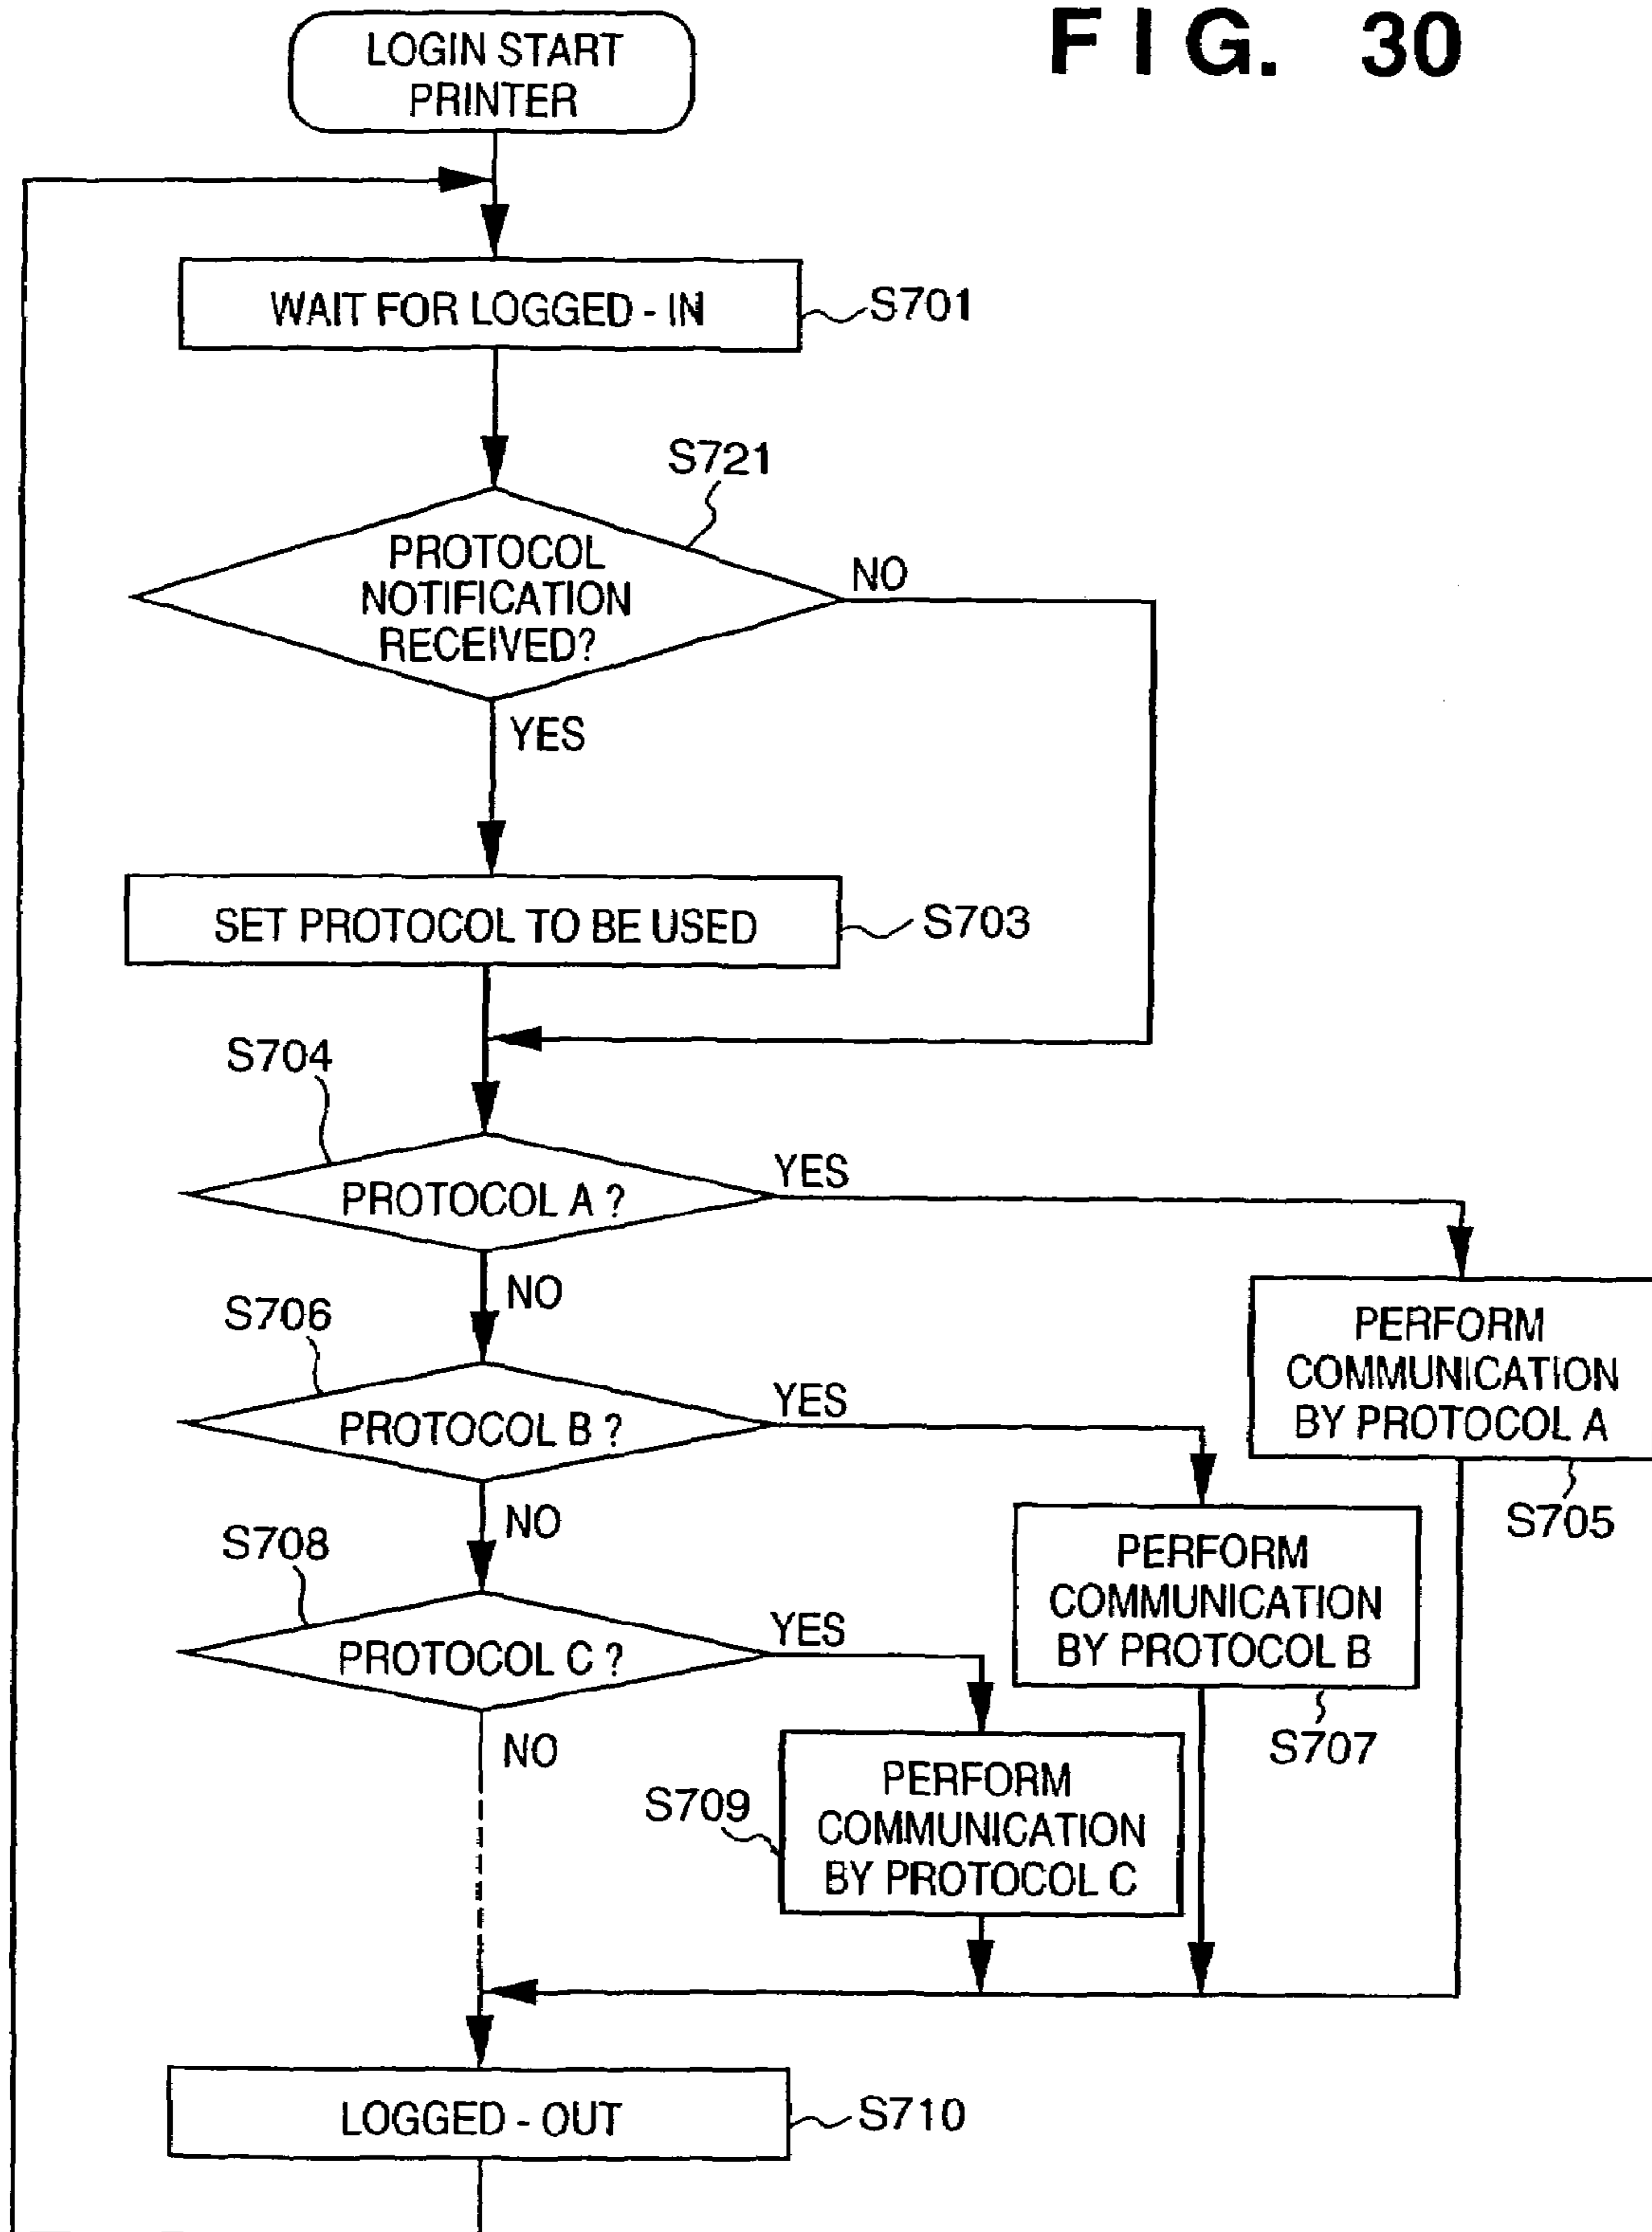 FIG. 30
LOGIN START
PRINTER
WAIT FOR LOGGED - IN
S701
S721
PROTOCOL
NOTIFICATION
RECEIVED?
NO
YES
SET PROTOCOL TO BE USED
S703
S704
PROTOCOL A ?
YES
NO
PERFORM
COMMUNICATION
BY PROTOCOL A
S705
S706
PROTOCOL B ?
YES
NO
PERFORM
COMMUNICATION
BY PROTOCOL B
S707
S708
PROTOCOL C ?
YES
NO
PERFORM
COMMUNICATION
BY PROTOCOL C
S709
LOGGED - OUT
S710